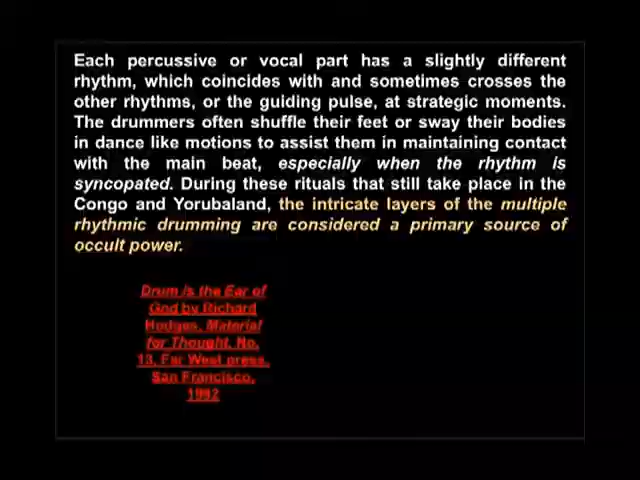 Each percussive or vocal part has a slightly different
rhythm, which coincides with and sometimes crosses the
other rhythms, or the guiding pulse, at strategic moments.
The drummers often shuffle their feet or sway their bodies
in dance like motions to assist them in maintaining contact
with the main beat, especially when the rhythm is
syncopated. During these rituals that still take place in the
Congo and Yorubaland, the intricate layers of the multiple
rhythmic drumming are considered a primary source of
occult power.
Drum is the Ear of
God by Richard
Hodges, Material
for Thought, No.
13, Far West press,
San Francisco,
1992